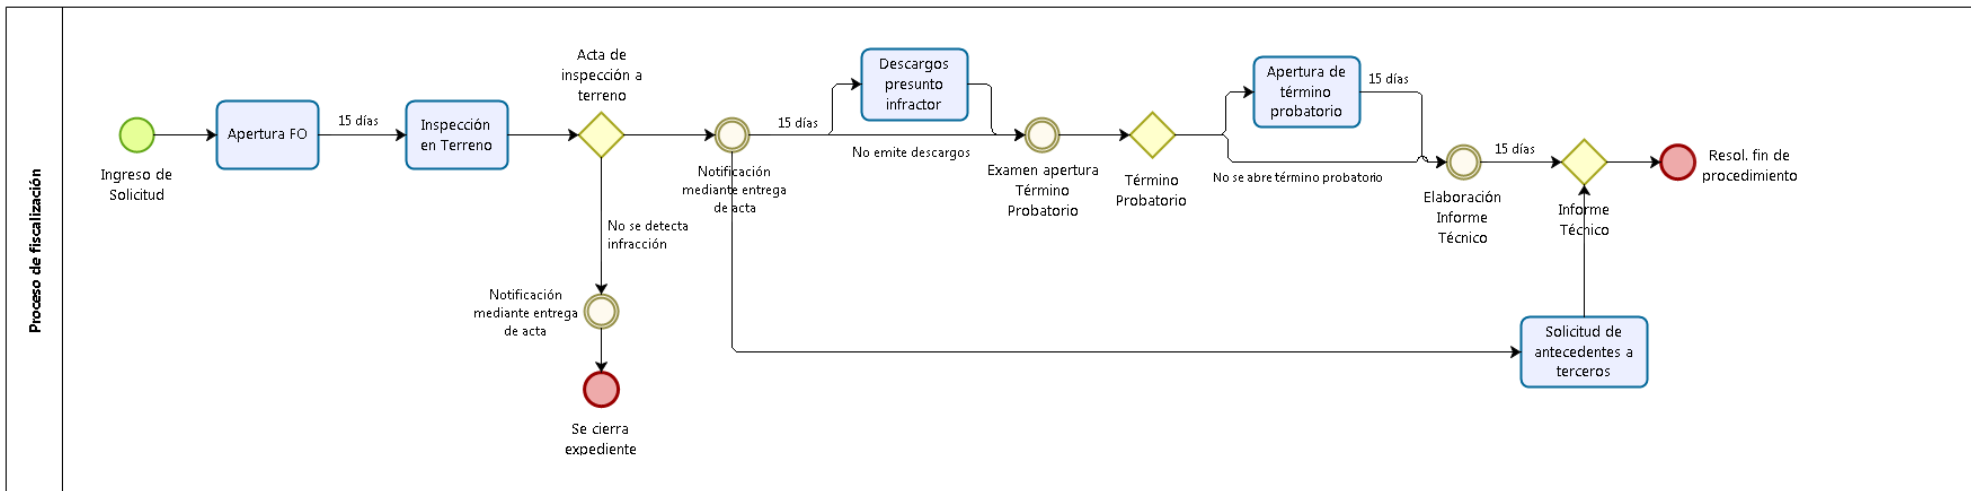 Proceso de fiscalización
Ingreso de
Solicitud
Apertura FO
15 días
Inspección
en Terreno
Acta de
inspección a
terreno
No se detecta
infracción
Notificación
mediante entrega
de acta
Se cierra
expediente
Notificación
mediante entrega
de acta
15 días
Descargos
presunto
infractor
No emite descargos
Examen apertura
Término
Probatorio
Término
Probatorio
Apertura de
término
probatorio
15 días
No se abre término probatorio
Elaboración
Informe
Técnico
15 días
Informe
Técnico
Solicitud de
antecedentes a
terceros
Resol. fin de
procedimiento